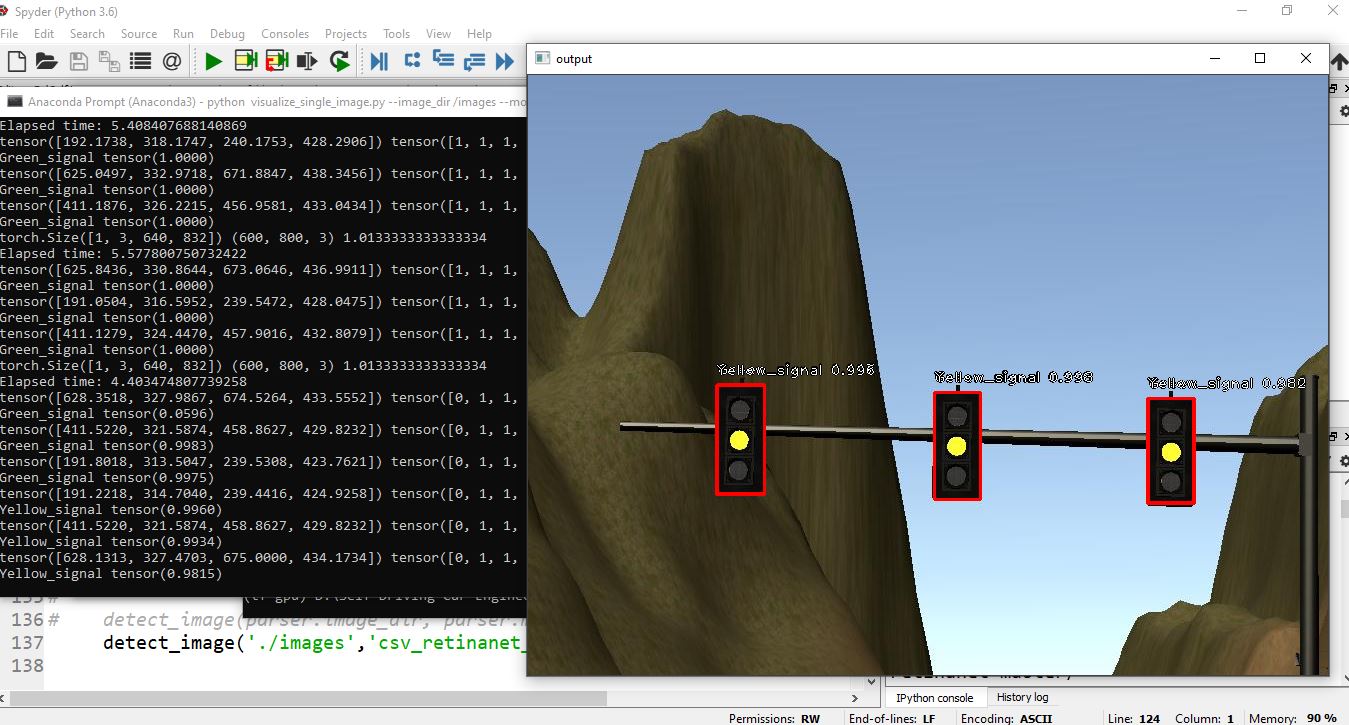 Spyder (Python 3.6)
File Edit Search Source Run Debug Consoles Projects Tools View Help
output
Anaconda Prompt (Anaconda3) - python visualize_single_image.py --image_dir /images --mo
Elapsed time: 5.408407688140869
tensor([192.1738, 318.1747, 240.1753, 428.2906]) tensor([1, 1, 1,
Green_signal tensor(1.0000)
tensor([625.0497, 332.9718, 671.8847, 438.3456]) tensor([1, 1, 1,
Green_signal tensor(1.0000)
tensor([411.1876, 326.2215, 456.9581, 433.0434]) tensor([1, 1, 1,
Green_signal tensor(1.0000)
torch.Size([1, 3, 640, 832]) (600, 800, 3) 1.0133333333333334
Elapsed time: 5.577800750732422
tensor([625.8436, 330.8644, 673.0646, 436.9911]) tensor([1, 1, 1,
Green_signal tensor(1.0000)
tensor([191.0504, 316.5952, 239.5472, 428.0475]) tensor([1, 1, 1,
Green_signal tensor(1.0000)
tensor([411.1279, 324.4470, 457.9016, 432.8079]) tensor([1, 1, 1,
Green_signal tensor(1.0000)
torch.Size([1, 3, 640, 832]) (600, 800, 3) 1.0133333333333334
Elapsed time: 4.403474807739258
tensor([628.3518, 327.9867, 674.5264, 433.5552]) tensor([0, 1, 1,
Green_signal tensor(0.0596)
tensor([411.5220, 321.5874, 458.8627, 429.8232]) tensor([0, 1, 1,
Green_signal tensor(0.9983)
tensor([191.8018, 313.5047, 239.5308, 423.7621]) tensor([0, 1, 1,
Green_signal tensor(0.9975)
tensor([191.2218, 314.7040, 239.4416, 424.9258]) tensor([0, 1, 1,
Yellow_signal tensor(0.9960)
tensor([411.5220, 321.5874, 458.8627, 429.8232]) tensor([0, 1, 1,
Yellow_signal tensor(0.9934)
tensor([628.1313, 327.4703, 675.0000, 434.1734]) tensor([0, 1, 1,
Yellow_signal tensor(0.9815)
Yellow_signal 0.996
Yellow_signal 0.993
Yellow_signal 0.982
136 # detect_image(parser.image_dir, parser.
137 detect_image('./images','csv_retinanet_
138
IPython console History log
Permissions: RW End-of-lines: LF Encoding: ASCII Line: 124 Column: 1 Memory: 90 %